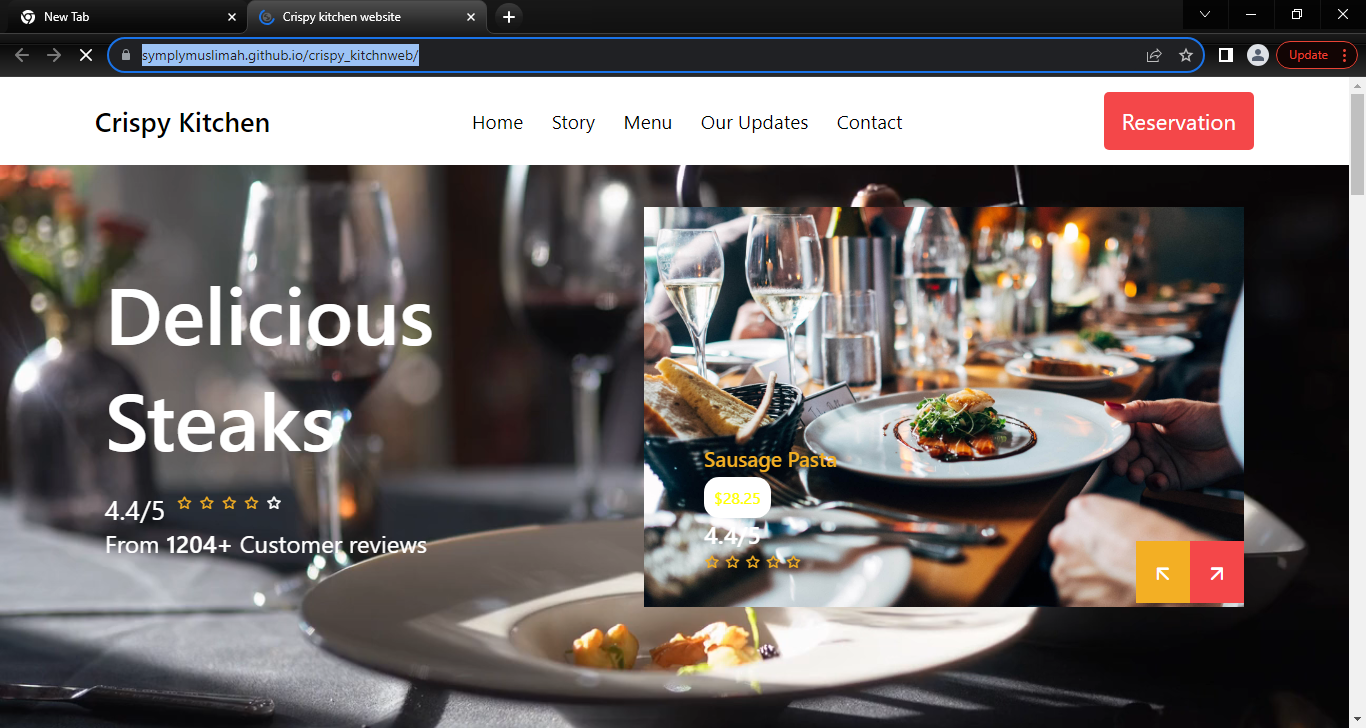 New Tab
Crispy kitchen website
symplymuslimah.github.io/crispy_kitchnweb/
Update
Crispy Kitchen
Home Story Menu Our Updates Contact
Reservation
Delicious
Steaks
4.4/5
From 1204+ Customer reviews
Sausage Pasta
$28.25
4.4/5